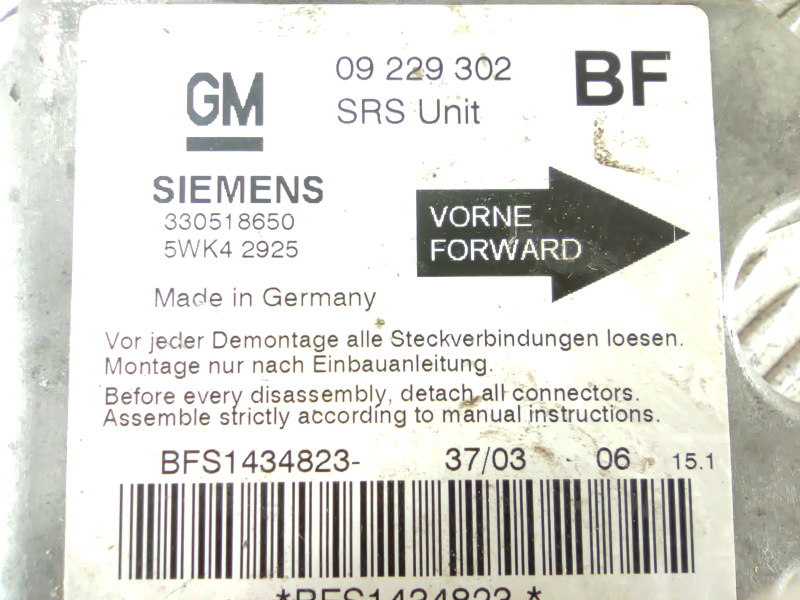 GM
09 229 302
SRS Unit
BF
SIEMENS
330518650
5WK4 2925
VORNE
FORWARD
Made in Germany
Vor jeder Demontage alle Steckverbindungen loesen.
Montage nur nach Einbauanleitung.
Before every disassembly, detach all connectors.
Assemble strictly according to manual instructions.
BFS1434823- 37/03 06 15.1
*BFS1434823-*